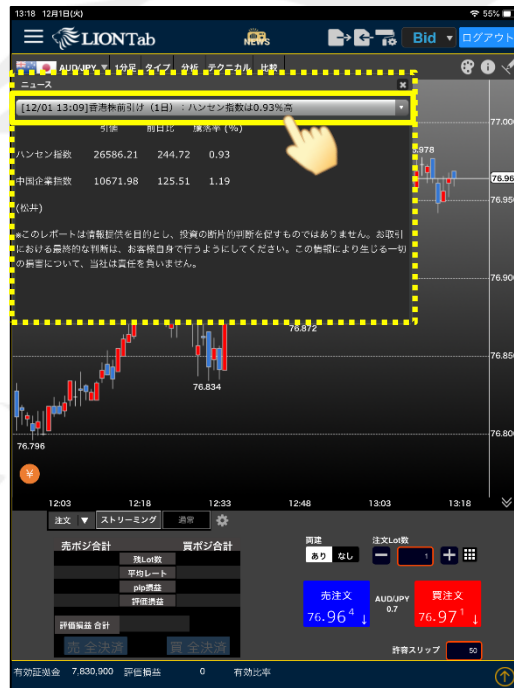 13:18 12月1日(火)
55%
LIONTab
NEWS
Bid ▼
ログアウト
AUD/JPY ▼ 1分足 タイプ 分析 テクニカル 比較
ニュース
[12/01 13:09]香港株前引け（1日）：ハンセン指数は0.93%高
引値 前日比 騰落率(%)
ハンセン指数 26586.21 244.72 0.93
中国企業指数 10671.98 125.51 1.19
(松井)
※このレポートは情報提供を目的とし、投資の断片的判断を促すものではありません。お取引
における最終的な判断は、お客様自身で行うようにしてください。この情報により生じる一切
の損害について、当社は責任を負いません。
77.00
.978
76.96
76.95
76.90
76.872
76.85
76.834
76.80
76.796
¥
12:03 12:18 12:33 12:48 13:03 13:18
注文 ▼ ストリーミング 通常
売ポジ合計 買ポジ合計
残Lot数
平均レート
pip損益
評価損益
評価損益 合計
売 全決済 買 全決済
両建 注文Lot数
あり なし
1
売注文 AUD/JPY 買注文
76.96⁴ ↓ 0.7 76.97¹ ↓
許容スリップ 50
有効証拠金 7,830,900 評価損益 0 有効比率